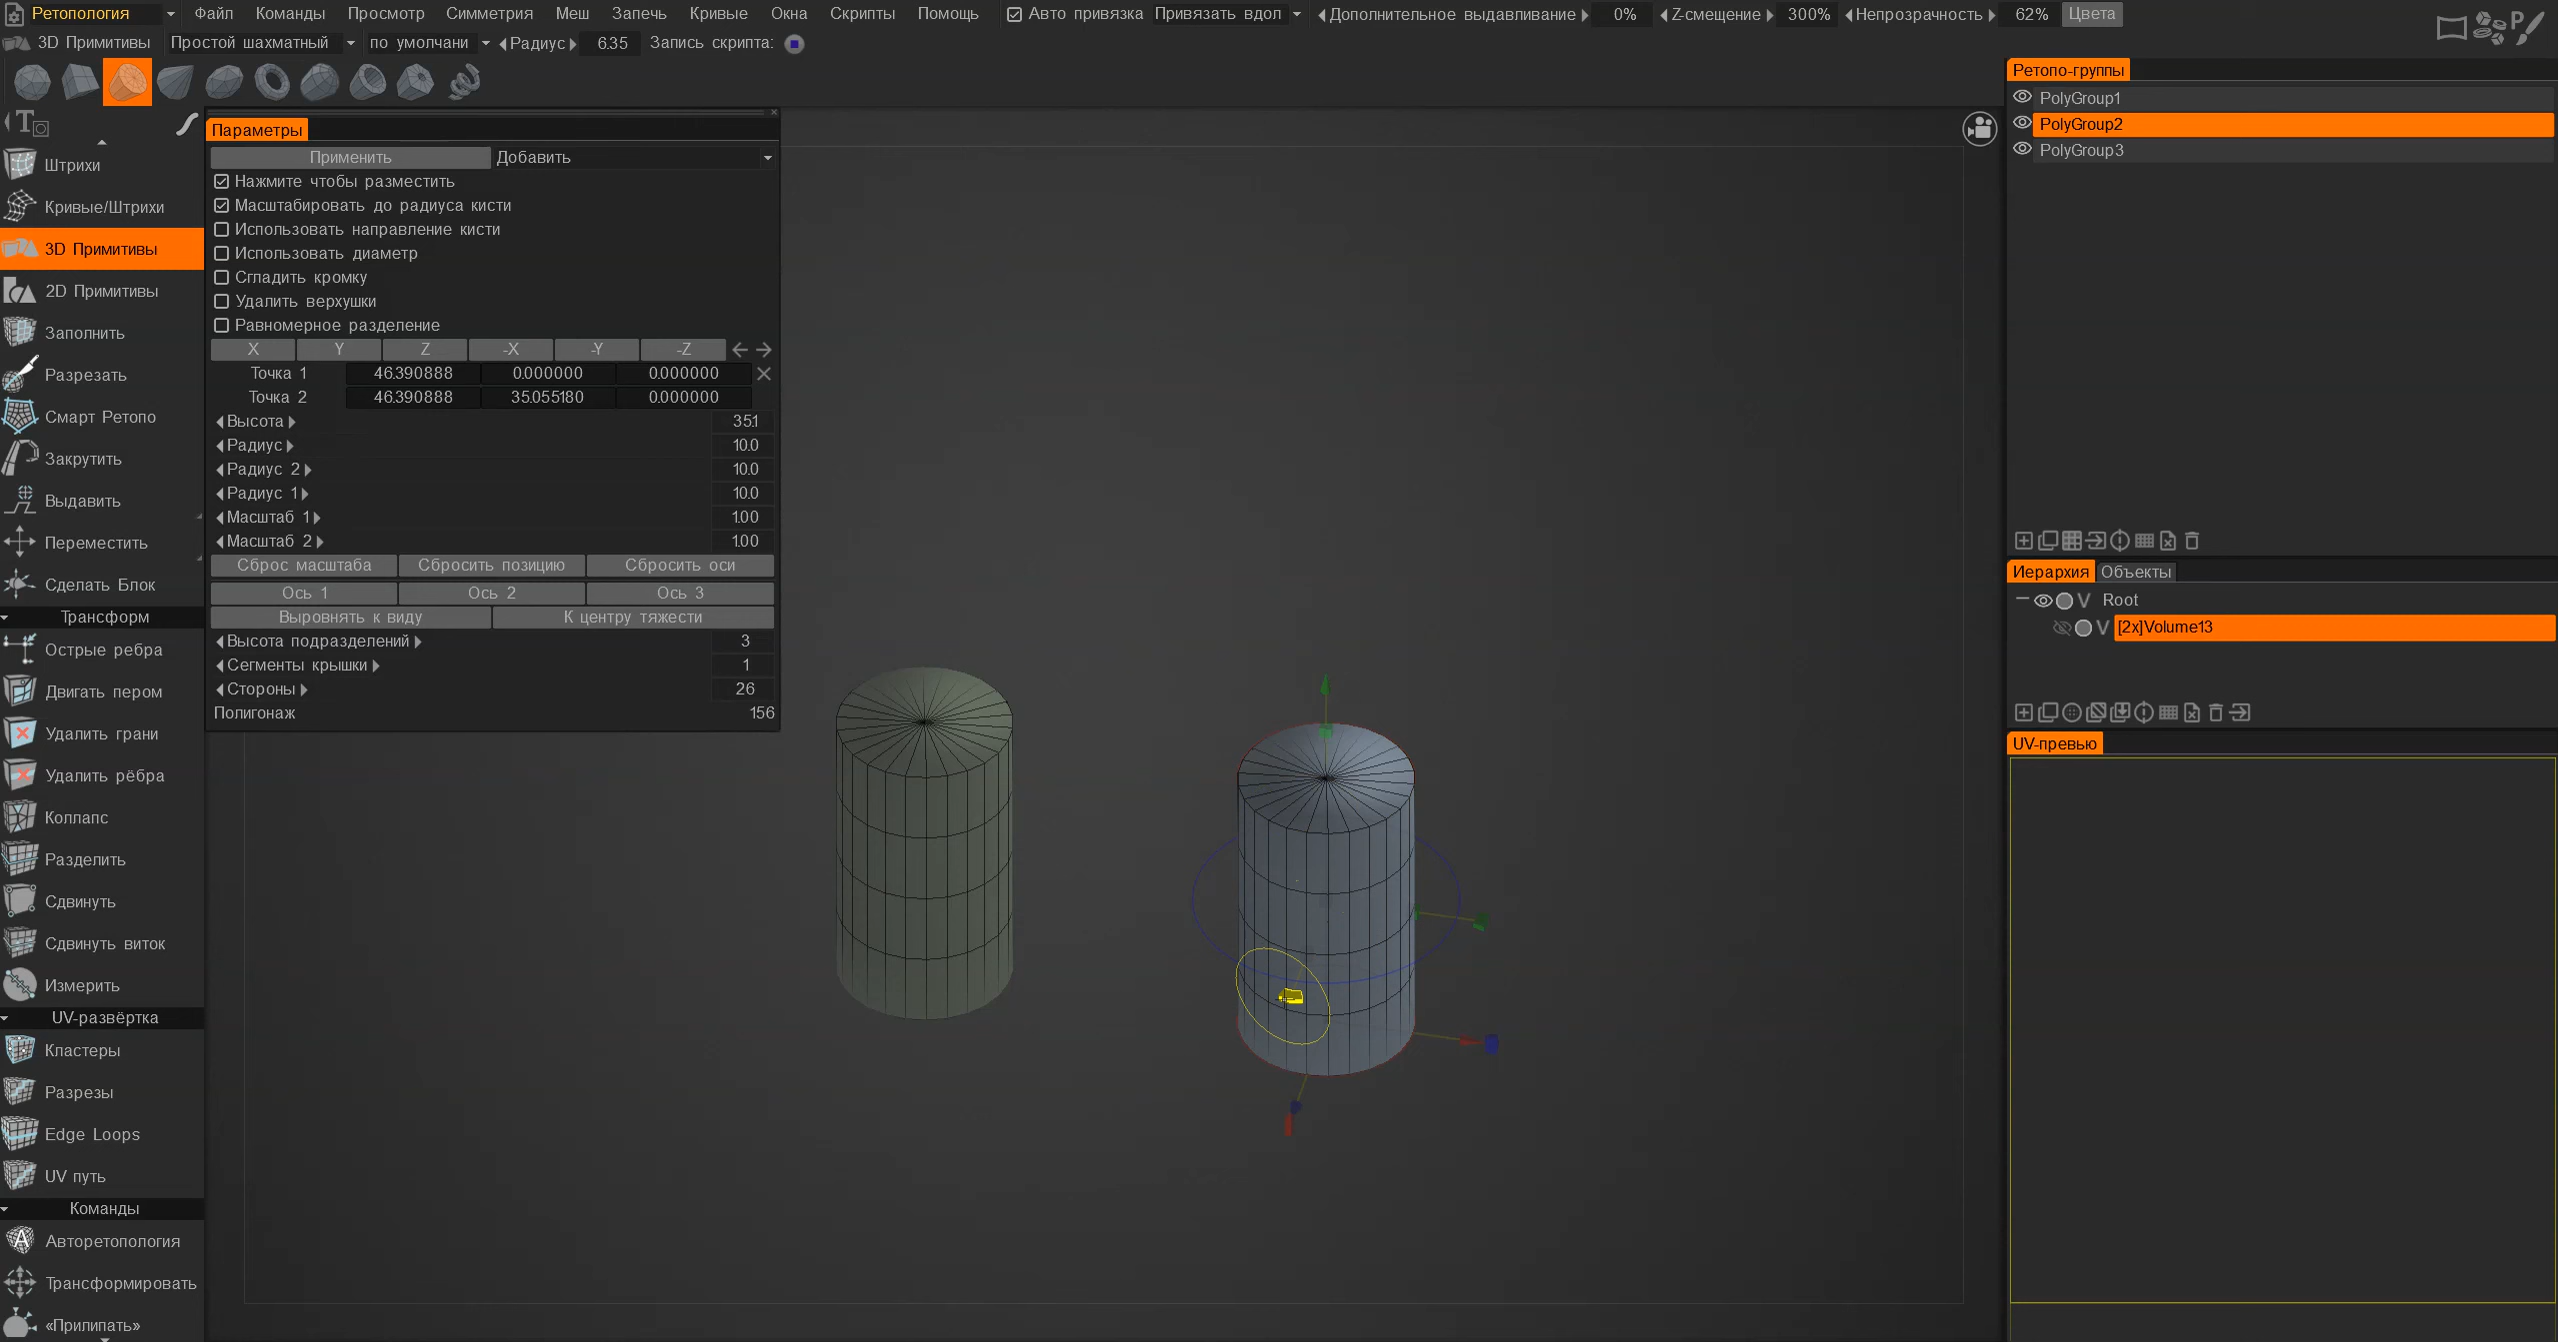 Ретопология Файл Команды Просмотр Симметрия Меш Запечь Кривые Окна Скрипты Помощь Авто привязка Привязать вдол Дополнительное выдавливание 0% Z-смещение 300% Непрозрачность 62% Цвета
3D Примитивы Простой шахматный по умолчани Радиус 6.35 Запись скрипта:
Штрихи
Кривые/Штрихи
3D Примитивы
2D Примитивы
Заполнить
Разрезать
Смарт Ретопо
Закрутить
Выдавить
Переместить
Сделать Блок
Трансформ
Острые ребра
Двигать пером
Удалить грани
Удалить рёбра
Коллапс
Разделить
Сдвинуть
Сдвинуть виток
Измерить
UV-развёртка
Кластеры
Разрезы
Edge Loops
UV путь
Команды
Авторетопология
Трансформировать
«Прилипать»
Параметры
Применить Добавить
Нажмите чтобы разместить
Масштабировать до радиуса кисти
Использовать направление кисти
Использовать диаметр
Сгладить кромку
Удалить верхушки
Равномерное разделение
X Y Z -X -Y -Z
Точка 1 46.390888 0.000000 0.000000
Точка 2 46.390888 35.055180 0.000000
Высота 35.1
Радиус 10.0
Радиус 2 10.0
Радиус 1 10.0
Масштаб 1 1.00
Масштаб 2 1.00
Сброс масштаба Сбросить позицию Сбросить оси
Ось 1 Ось 2 Ось 3
Выровнять к виду К центру тяжести
Высота подразделений 3
Сегменты крышки 1
Стороны 26
Полигонаж 156
Ретопо-группы
PolyGroup1
PolyGroup2
PolyGroup3
Иерархия Объекты
V Root
V [2x]Volume13
UV-превью